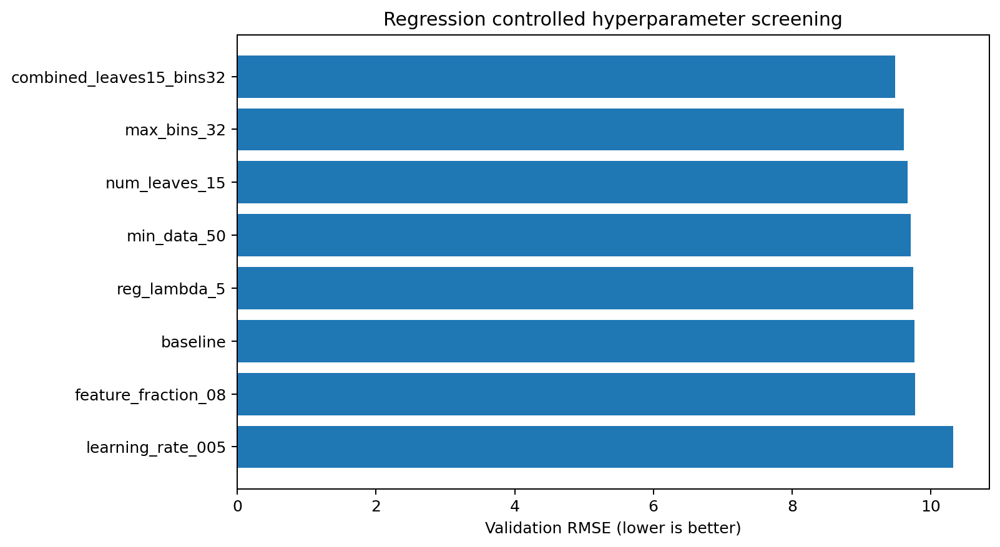 Regression controlled hyperparameter screening
combined_leaves15_bins32
max_bins_32
num_leaves_15
min_data_50
reg_lambda_5
baseline
feature_fraction_08
learning_rate_005
0 2 4 6 8 10
Validation RMSE (lower is better)